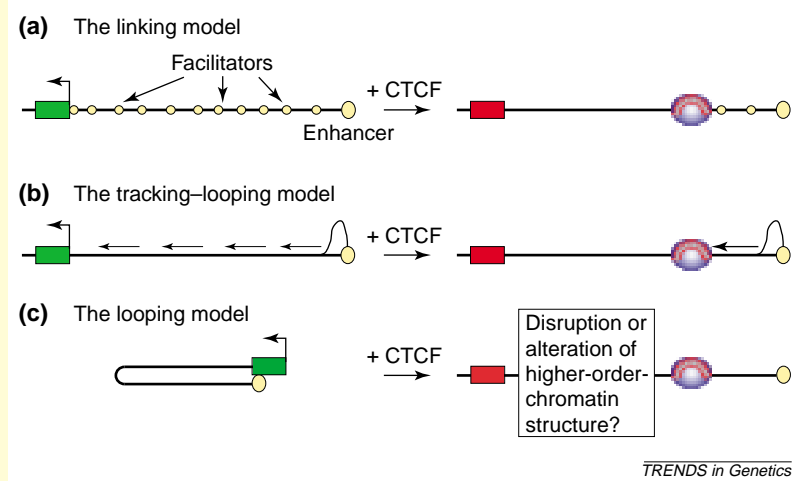 (a) The linking model
Facilitators
+ CTCF
Enhancer
(b) The tracking–looping model
+ CTCF
(c) The looping model
+ CTCF
Disruption or
alteration of
higher-order-
chromatin
structure?
TRENDS in Genetics